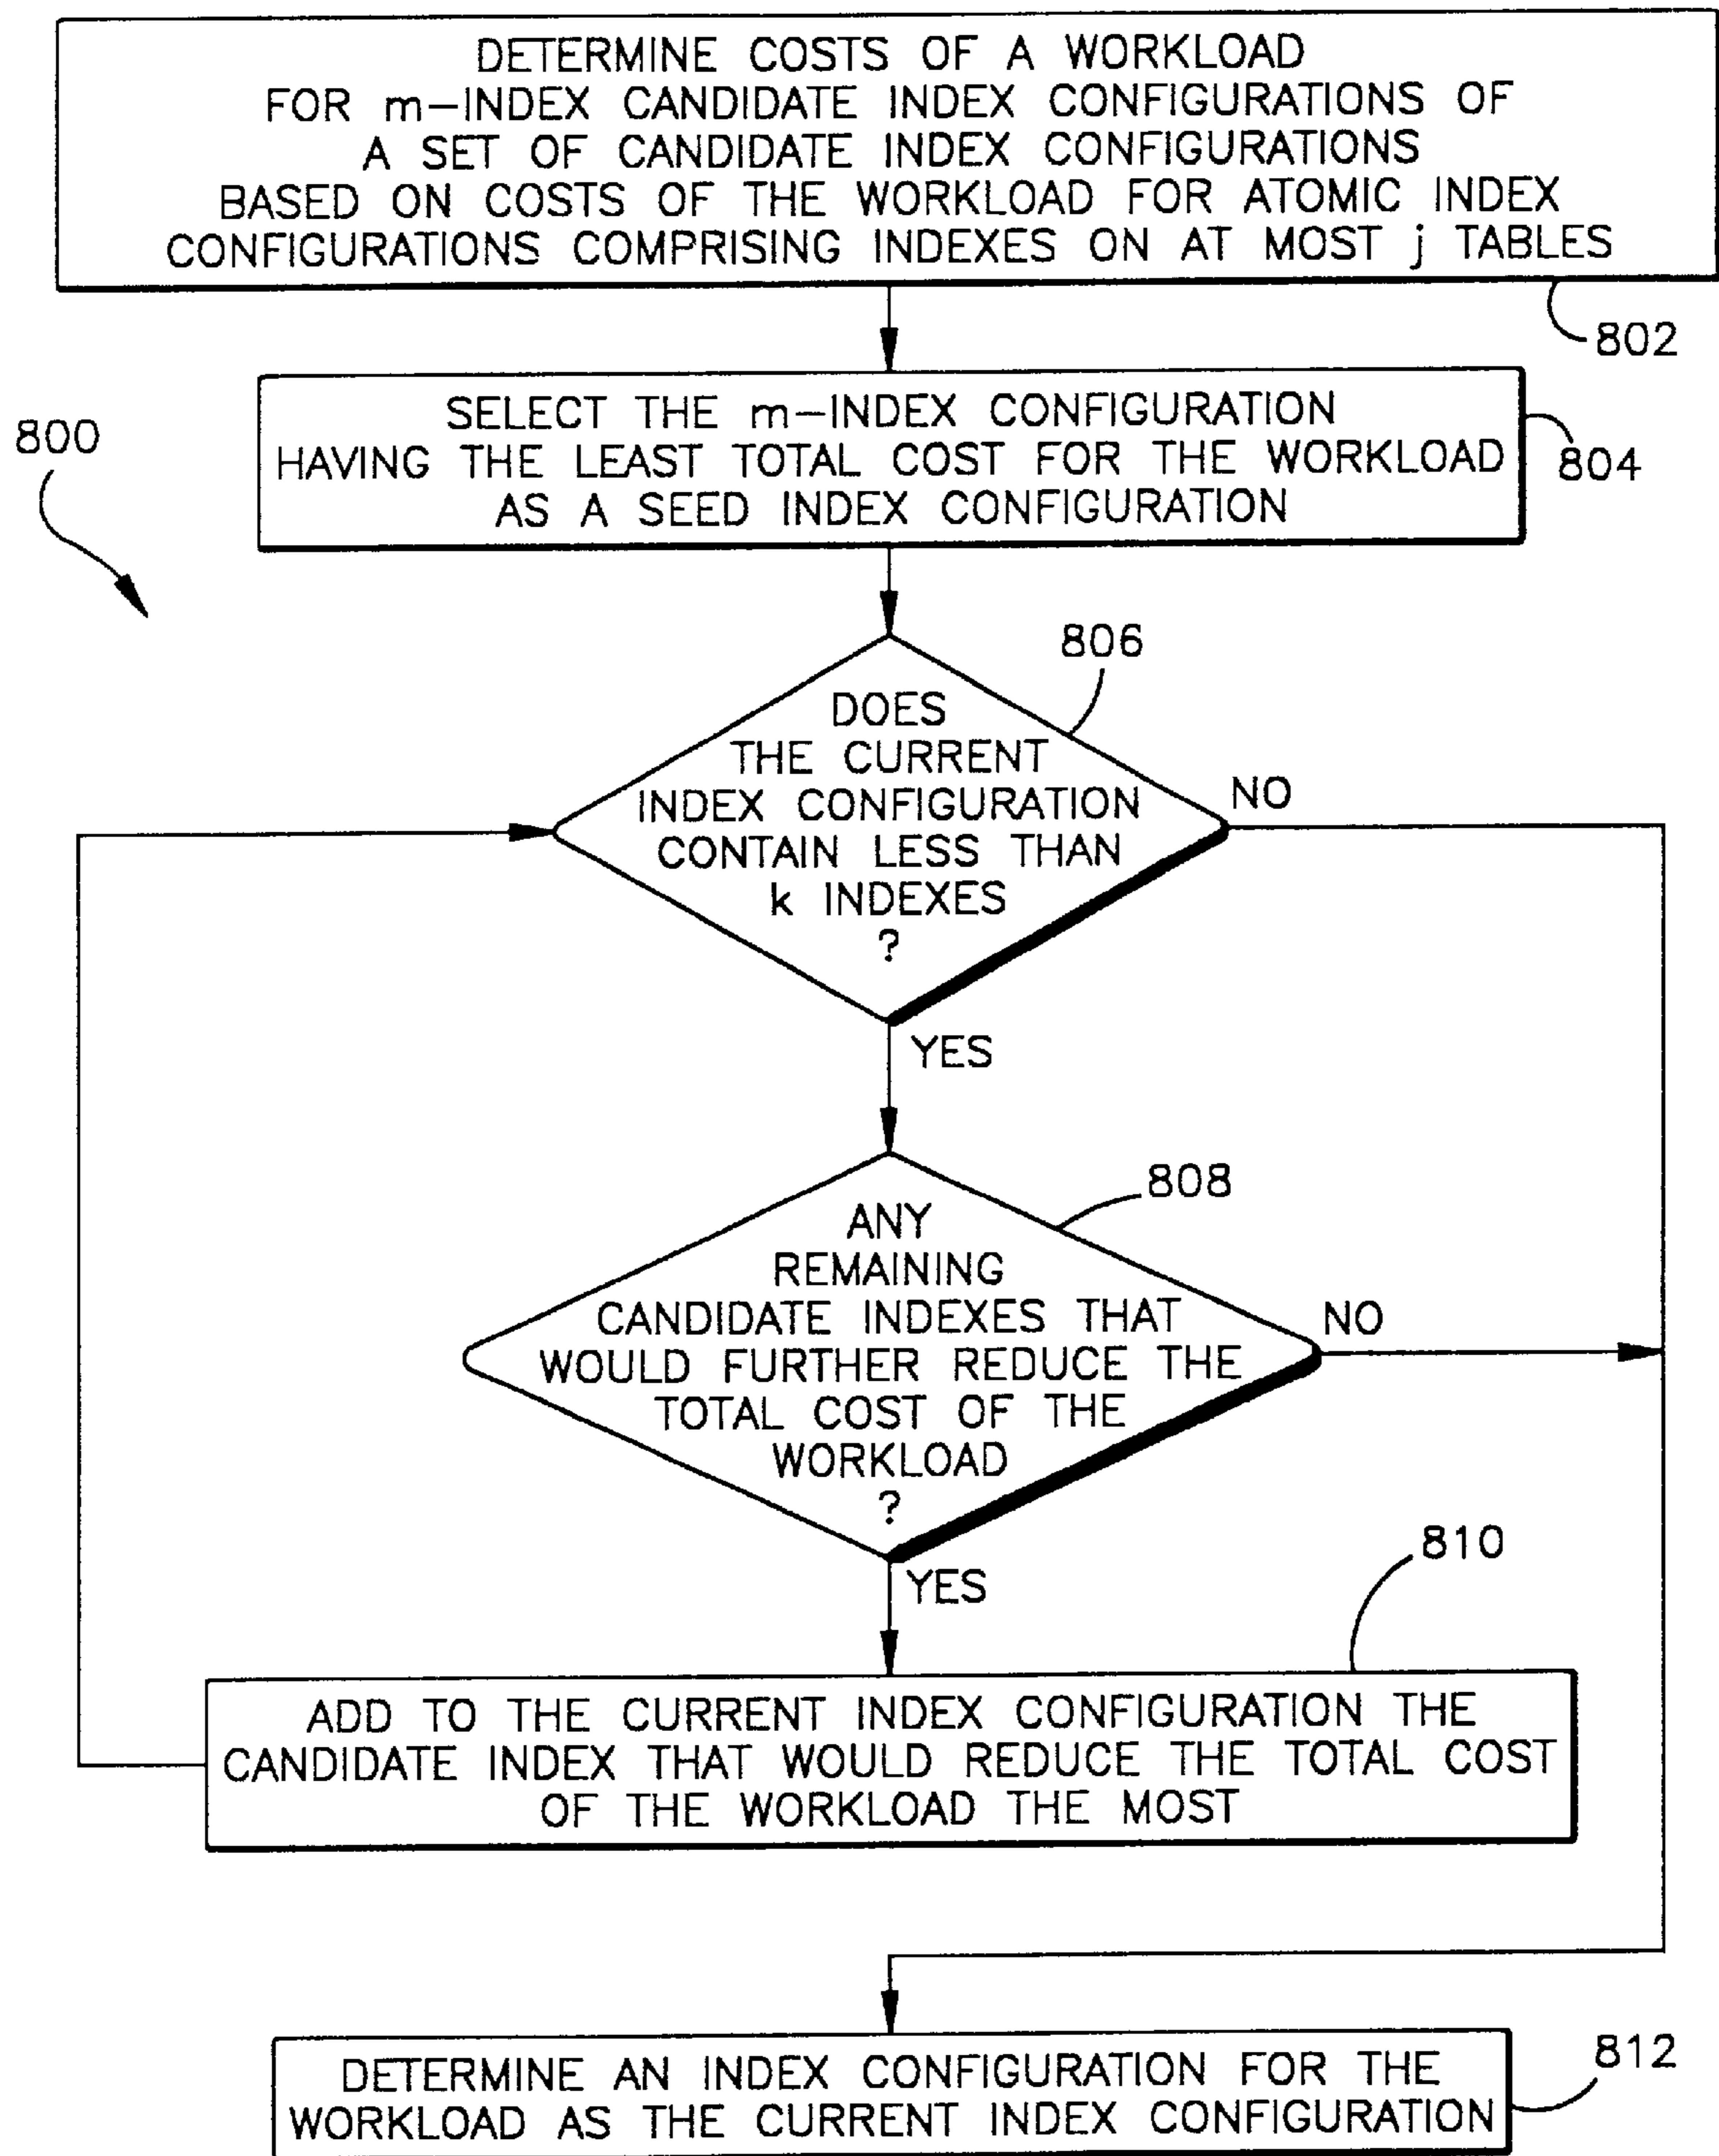 DETERMINE COSTS OF A WORKLOAD
FOR m-INDEX CANDIDATE INDEX CONFIGURATIONS OF
A SET OF CANDIDATE INDEX CONFIGURATIONS
BASED ON COSTS OF THE WORKLOAD FOR ATOMIC INDEX
CONFIGURATIONS COMPRISING INDEXES ON AT MOST j TABLES
802
SELECT THE m-INDEX CONFIGURATION
HAVING THE LEAST TOTAL COST FOR THE WORKLOAD
AS A SEED INDEX CONFIGURATION
804
800
806
DOES
THE CURRENT
INDEX CONFIGURATION
CONTAIN LESS THAN
k INDEXES
?
NO
YES
808
ANY
REMAINING
CANDIDATE INDEXES THAT
WOULD FURTHER REDUCE THE
TOTAL COST OF THE
WORKLOAD
?
NO
YES
810
ADD TO THE CURRENT INDEX CONFIGURATION THE
CANDIDATE INDEX THAT WOULD REDUCE THE TOTAL COST
OF THE WORKLOAD THE MOST
DETERMINE AN INDEX CONFIGURATION FOR THE
WORKLOAD AS THE CURRENT INDEX CONFIGURATION
812